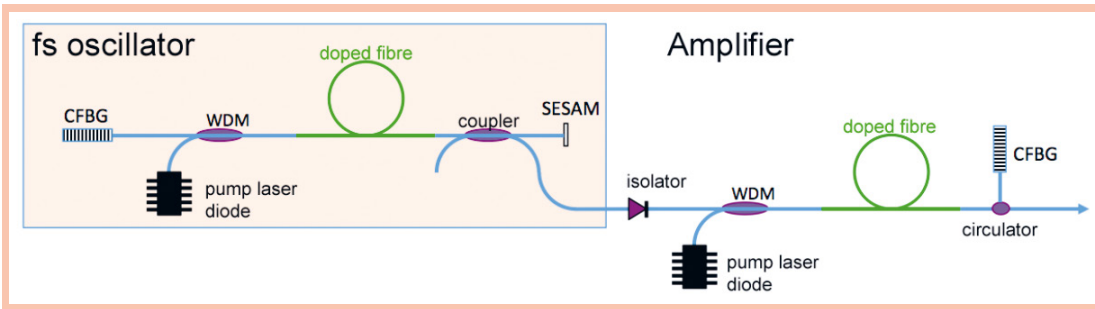 fs oscillator
Amplifier
doped fibre
CFBG
WDM
coupler
SESAM
pump laser
diode
doped fibre
CFBG
isolator
WDM
circulator
pump laser
diode